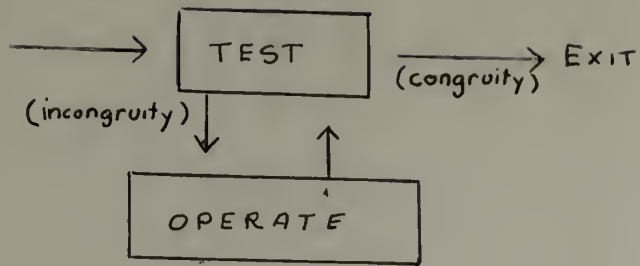 TEST
EXIT
(congruity)
(incongruity)
OPERATE